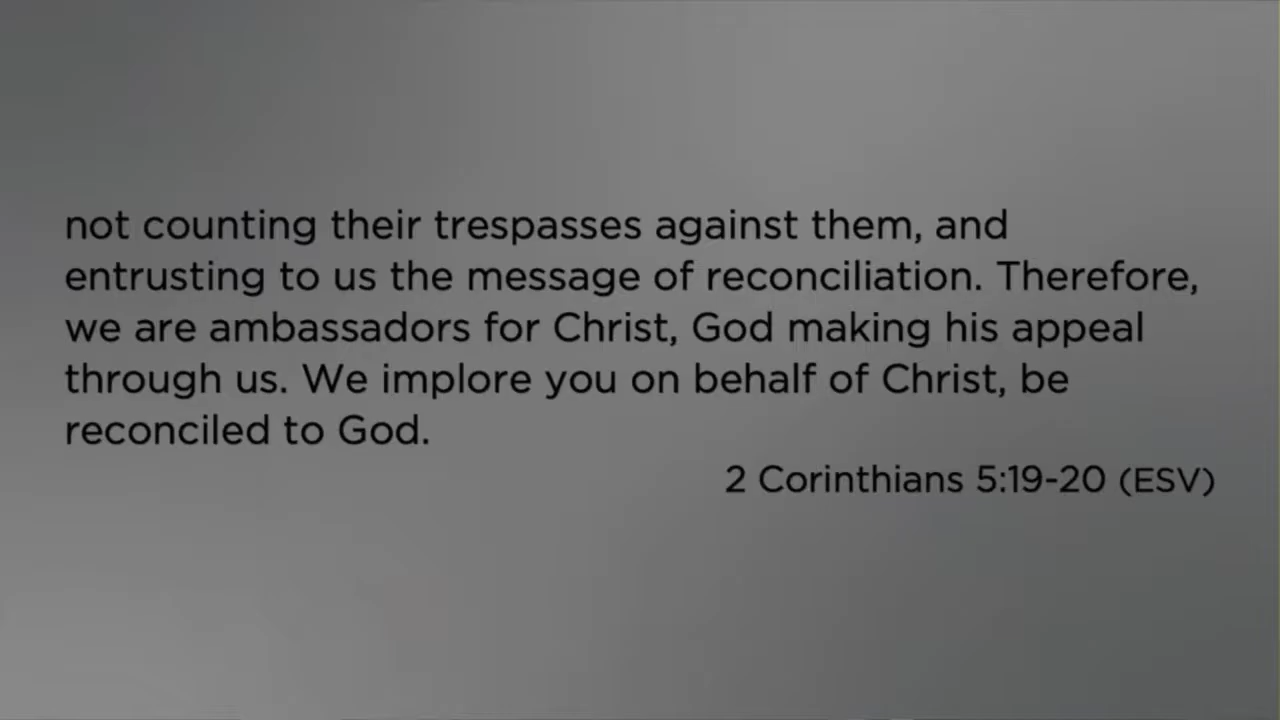 not counting their trespasses against them, and
entrusting to us the message of reconciliation. Therefore,
we are ambassadors for Christ, God making his appeal
through us. We implore you on behalf of Christ, be
reconciled to God.
2 Corinthians 5:19-20 (ESV)